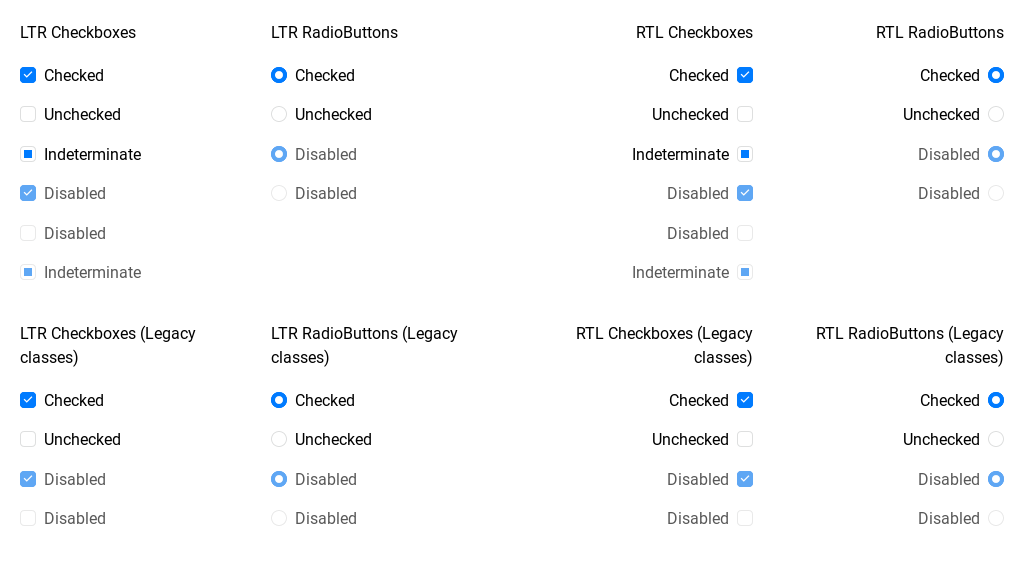 LTR Checkboxes
Checked
Unchecked
Indeterminate
Disabled
Disabled
Indeterminate
LTR RadioButtons
Checked
Unchecked
Disabled
Disabled
RTL Checkboxes
Checked
Unchecked
Indeterminate
Disabled
Disabled
Indeterminate
RTL RadioButtons
Checked
Unchecked
Disabled
Disabled
LTR Checkboxes (Legacy
classes)
Checked
Unchecked
Disabled
Disabled
LTR RadioButtons (Legacy
classes)
Checked
Unchecked
Disabled
Disabled
RTL Checkboxes (Legacy
classes)
Checked
Unchecked
Disabled
Disabled
RTL RadioButtons (Legacy
classes)
Checked
Unchecked
Disabled
Disabled